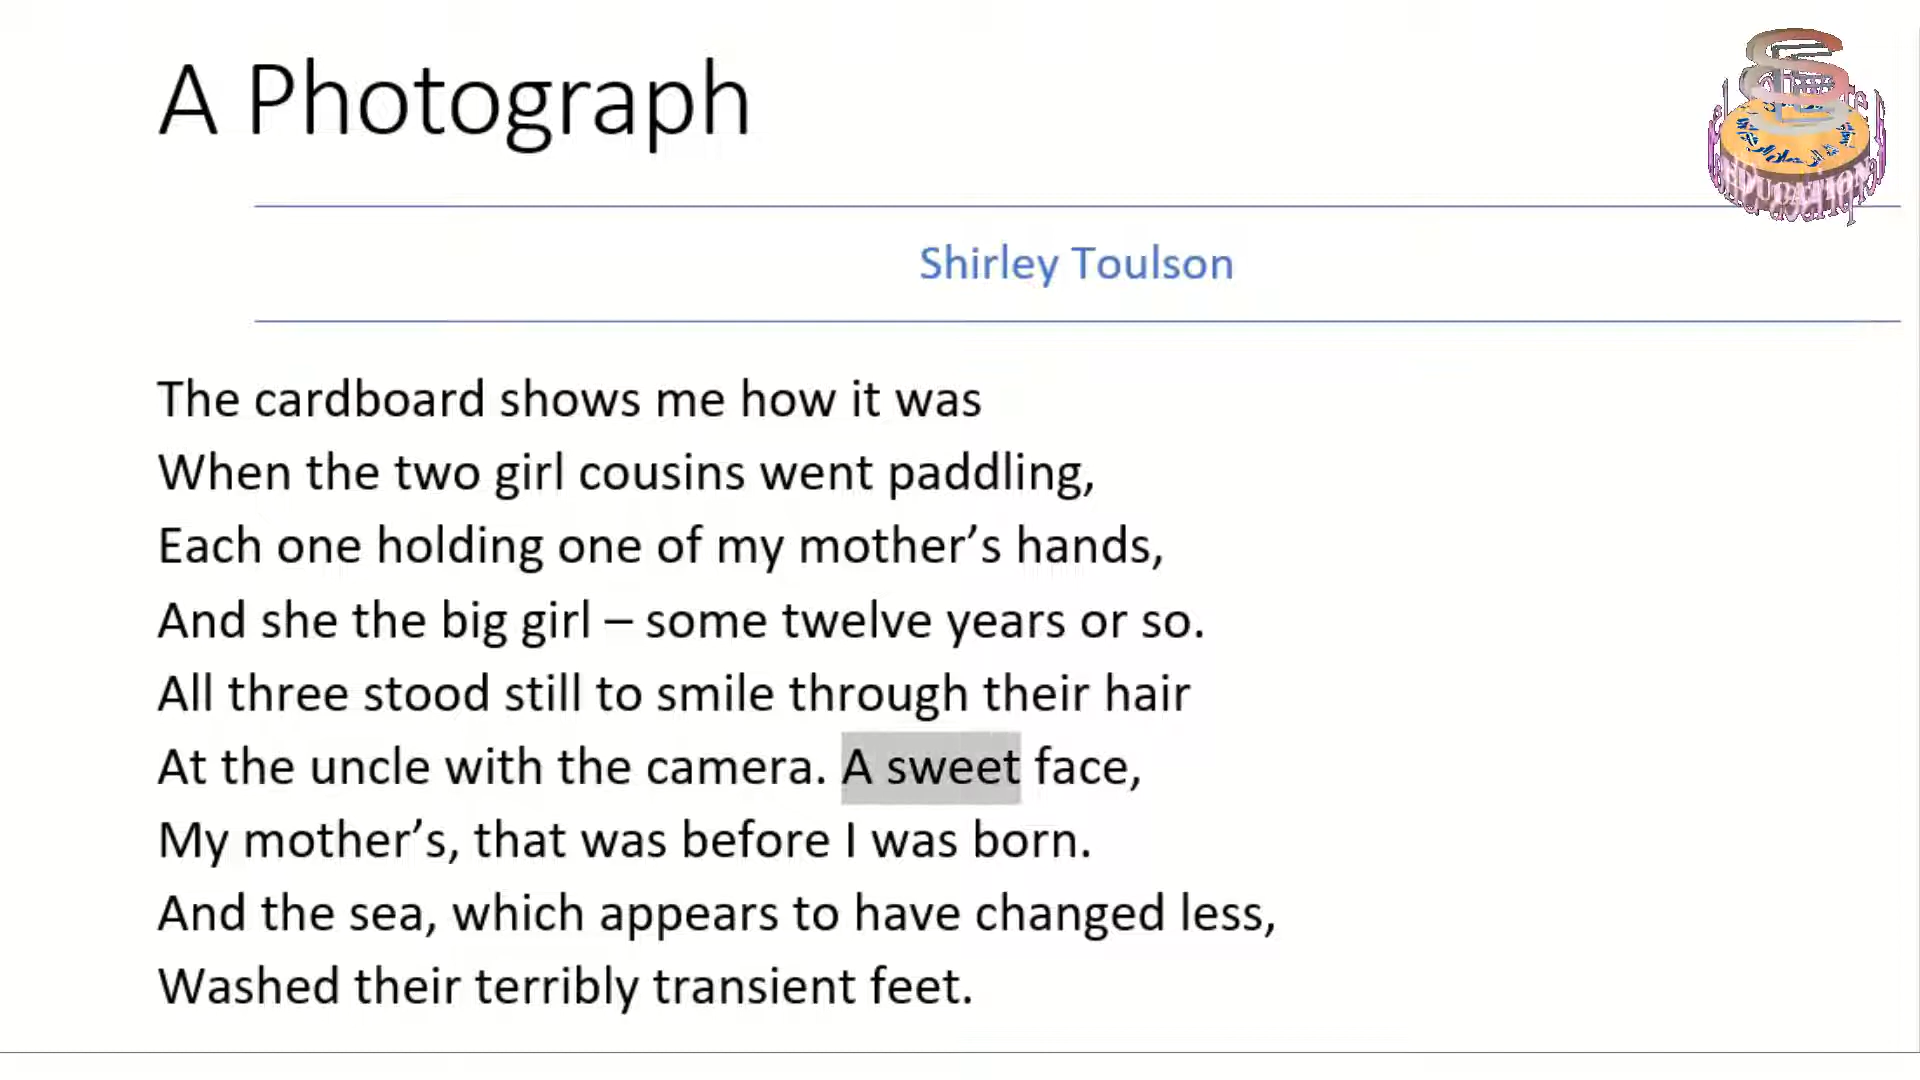 A Photograph
Shirley Toulson
The cardboard shows me how it was
When the two girl cousins went paddling,
Each one holding one of my mother’s hands,
And she the big girl – some twelve years or so.
All three stood still to smile through their hair
At the uncle with the camera. A sweet face,
My mother’s, that was before I was born.
And the sea, which appears to have changed less,
Washed their terribly transient feet.